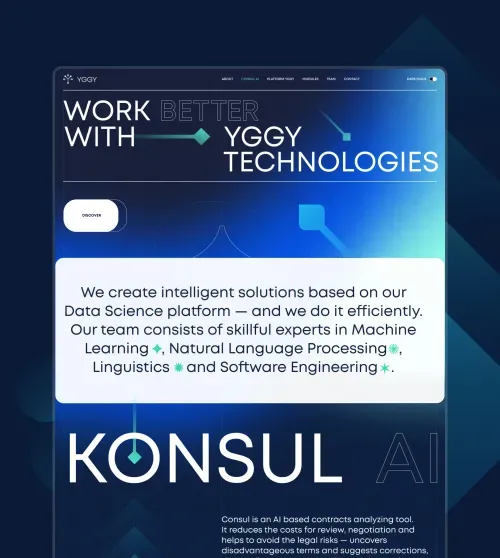 YGGY
ABOUT CONSUL AI PLATFORM YGGY MODULES TEAM CONTACT
WORK BETTER
WITH YGGY
TECHNOLOGIES
DISCOVER
We create intelligent solutions based on our
Data Science platform — and we do it efficiently.
Our team consists of skillful experts in Machine
Learning, Natural Language Processing,
Linguistics and Software Engineering.
KONSUL AI
Consul is an AI based contracts analyzing tool.
It reduces the costs for review, negotiation and
helps to avoid the legal risks — uncovers
disadvantageous terms and suggests corrections,